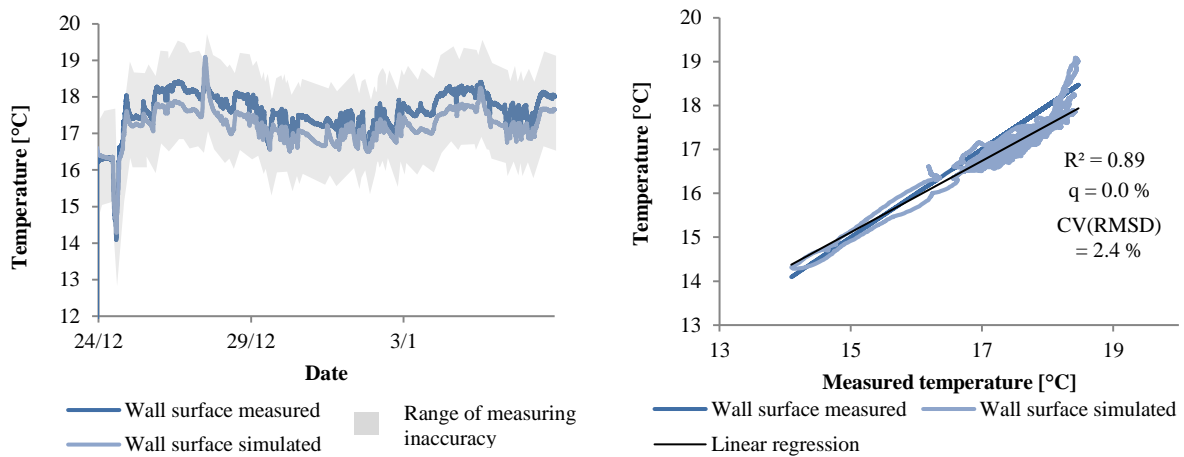 20
19
18
17
16
15
14
13
12
Temperature [°C]
24/12
29/12
3/1
Date
Wall surface measured
Wall surface simulated
Range of measuring
inaccuracy
20
19
18
17
16
15
14
13
Temperature [°C]
R² = 0.89
q = 0.0 %
CV(RMSD)
= 2.4 %
13
15
17
19
Measured temperature [°C]
Wall surface measured
Wall surface simulated
Linear regression